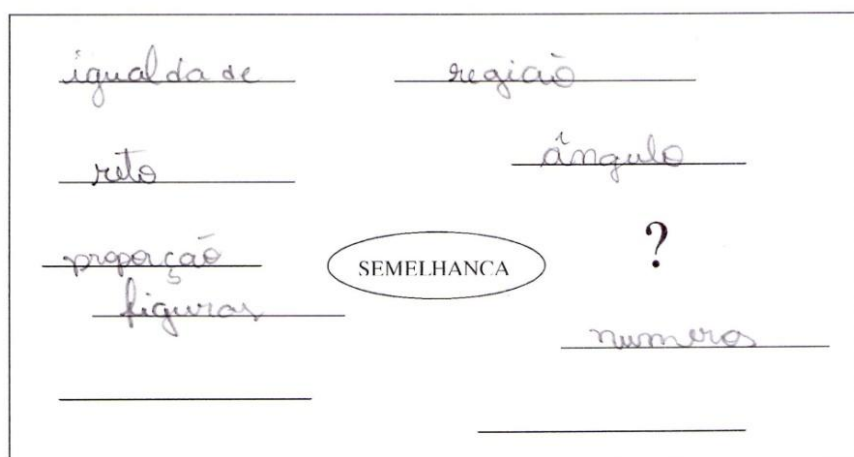 igualdade
região
reto
ângulo
proporção
?
SEMELHANCA
figuras
numeros